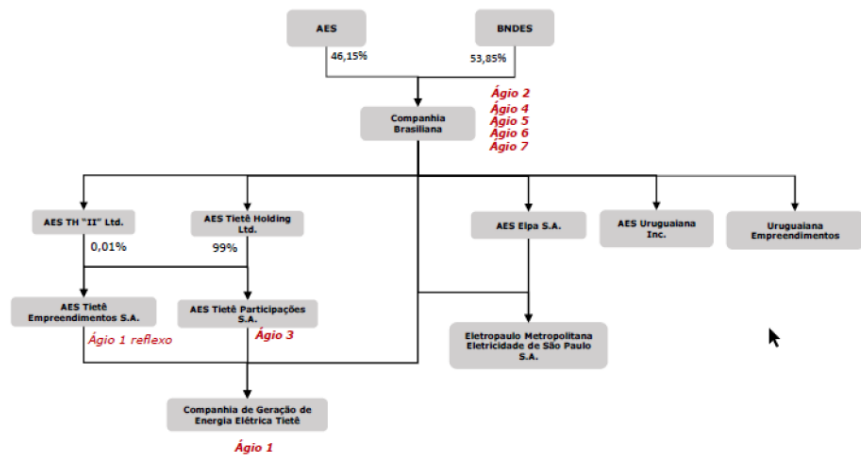 AES
BNDES
46,15%
53,85%
Companhia
Brasiliana
Ágio 2
Ágio 4
Ágio 5
Ágio 6
Ágio 7
AES TH "II" Ltd.
AES Tietê Holding
Ltd.
AES Elpa S.A.
AES Uruguaiana
Inc.
Uruguaiana
Empreendimentos
0,01%
99%
AES Tietê
Empreendimentos S.A.
AES Tietê Participações
S.A.
Ágio 1 reflexo
Ágio 3
Eletropaulo Metropolitana
Eletricidade de São Paulo
S.A.
Companhia de Geração de
Energia Elétrica Tietê
Ágio 1